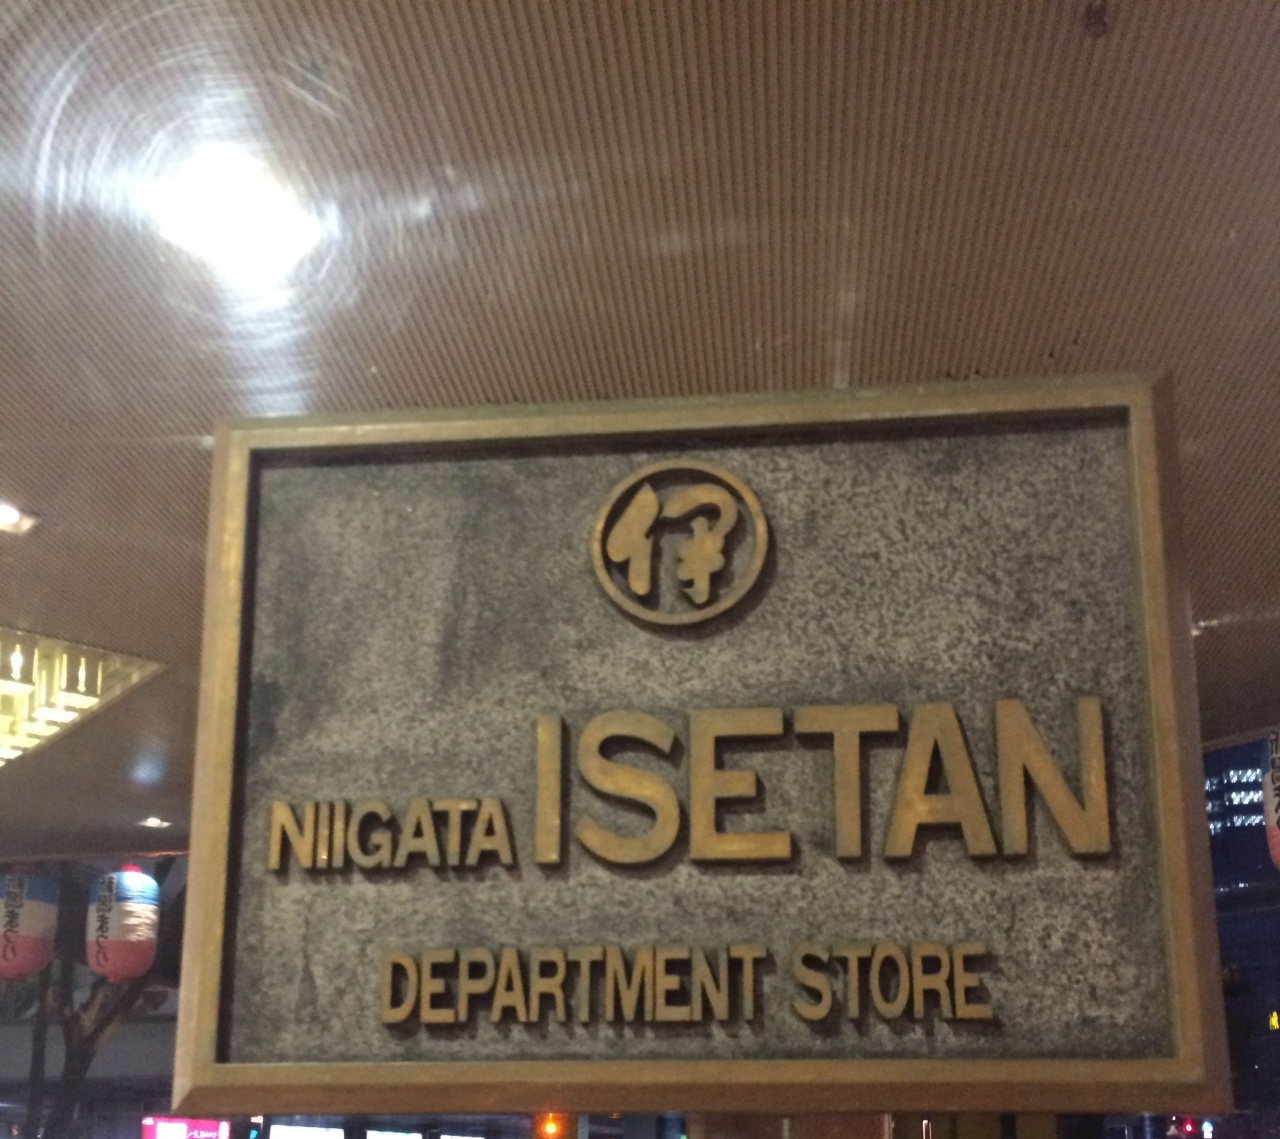 伊
NIIGATA ISETAN
DEPARTMENT STORE